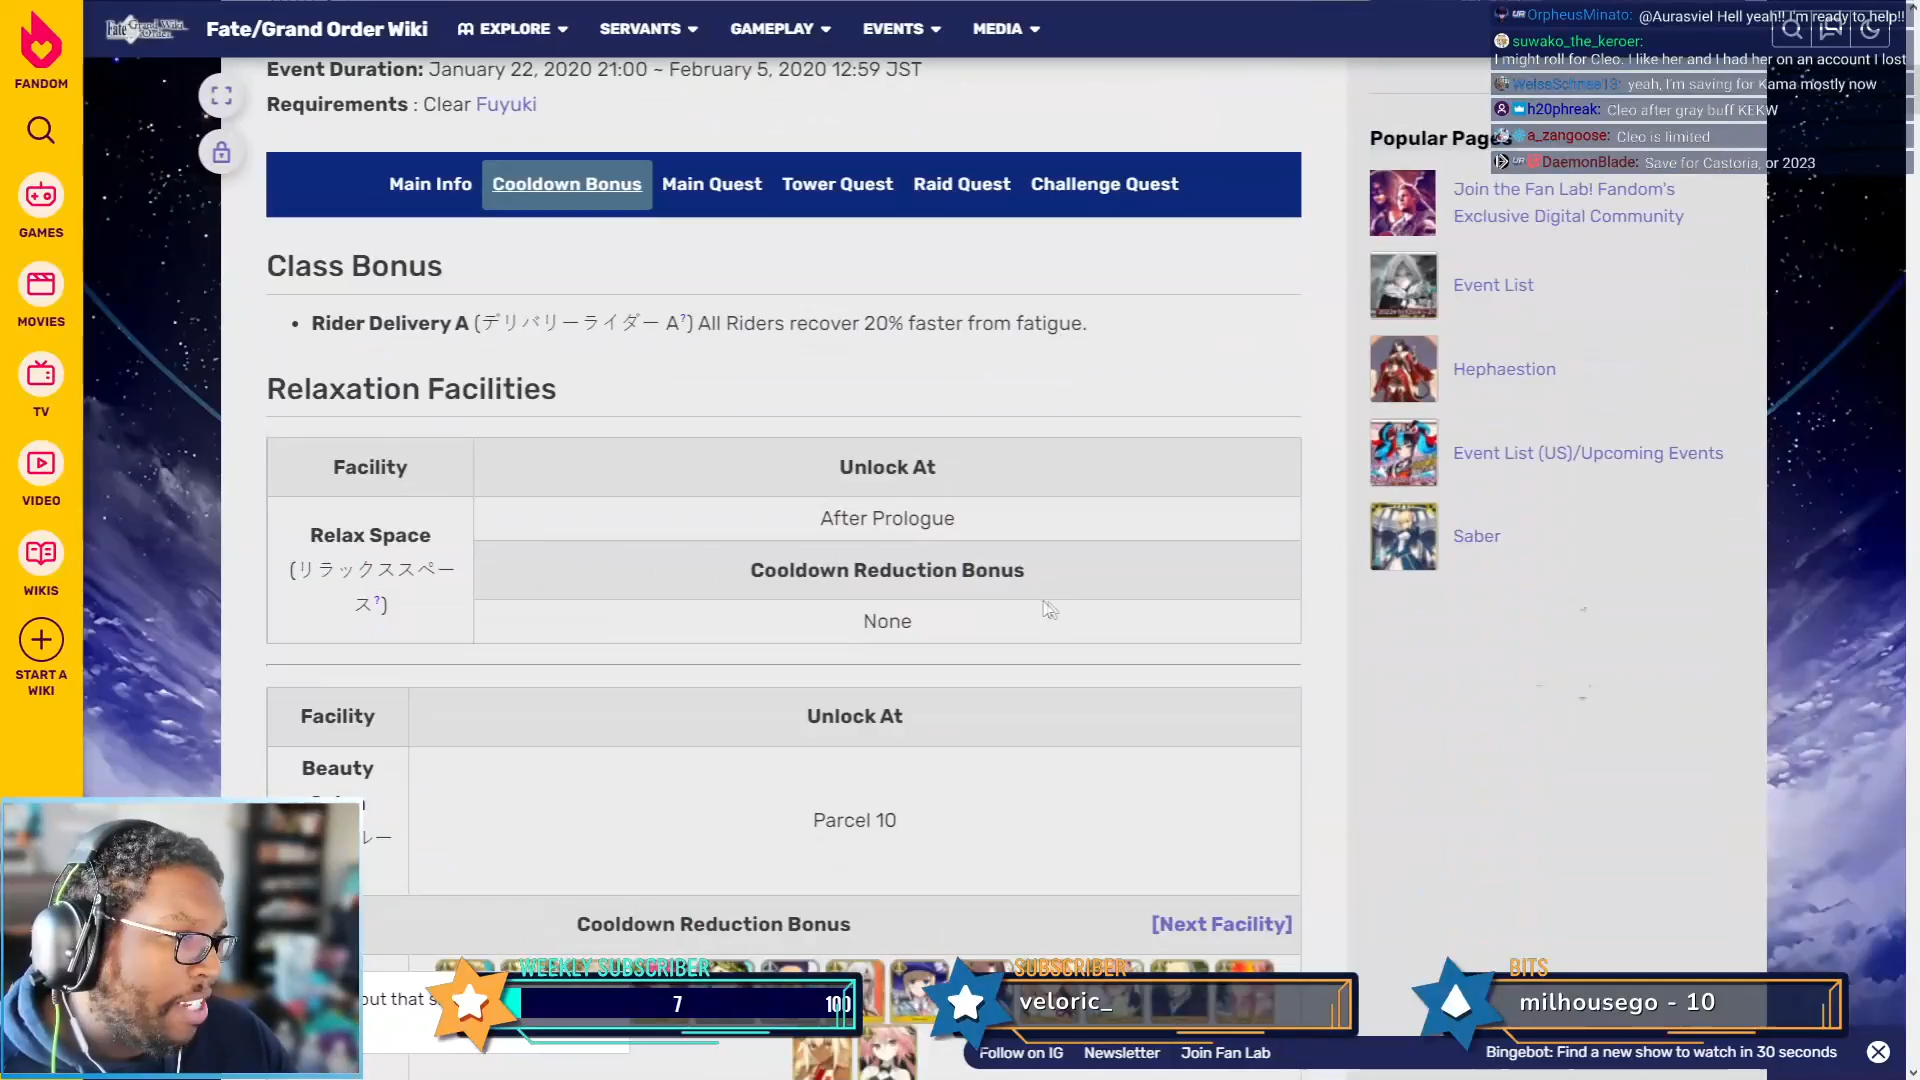 FANDOM
GAMES
MOVIES
TV
VIDEO
WIKIS
START A
WIKI
Fate/Grand Order Wiki
EXPLORE
SERVANTS
GAMEPLAY
EVENTS
MEDIA
UR OrpheusMinato: @Aurasviel Hell yeah!! I'm ready to help!!
suwako_the_keroer:
I might roll for Cleo. I like her and I had her on an account I lost
WeissSchnee13: yeah, I'm saving for Kama mostly now
h20phreak: Cleo after gray buff KEKW
a_zangoose: Cleo is limited
UR DaemonBlade: Save for Castoria, or 2023
Event Duration: January 22, 2020 21:00 ~ February 5, 2020 12:59 JST
Requirements : Clear Fuyuki
Main Info
Cooldown Bonus
Main Quest
Tower Quest
Raid Quest
Challenge Quest
Class Bonus
• Rider Delivery A (デリバリーライダー A?) All Riders recover 20% faster from fatigue.
Relaxation Facilities
Facility
Unlock At
Relax Space
(リラックススペー
ス?)
After Prologue
Cooldown Reduction Bonus
None
Facility
Unlock At
Beauty
ルー
Parcel 10
Cooldown Reduction Bonus
[Next Facility]
Popular Pages
Join the Fan Lab! Fandom's
Exclusive Digital Community
Event List
Hephaestion
Event List (US)/Upcoming Events
Saber
but that s
WEEKLY SUBSCRIBER
7
100
SUBSCRIBER
veloric_
BITS
milhousego - 10
Follow on IG
Newsletter
Join Fan Lab
Bingebot: Find a new show to watch in 30 seconds